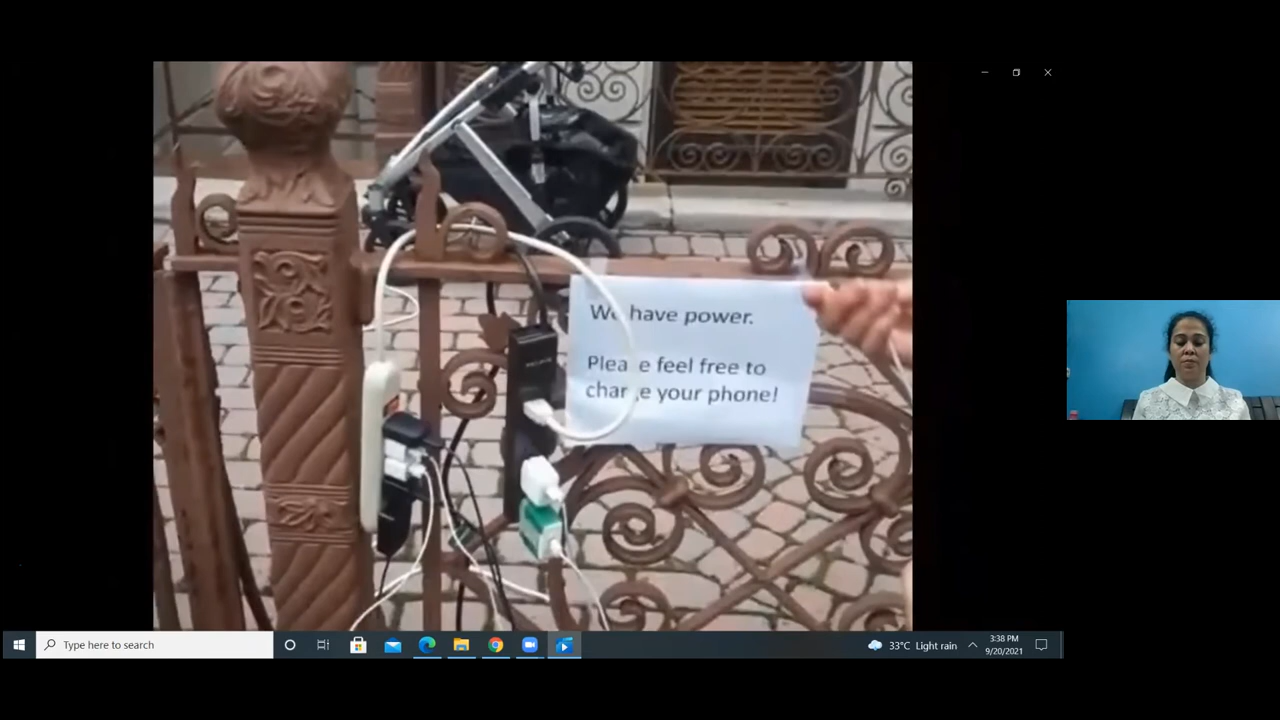 We have power.
Please feel free to
charge your phone!
Type here to search
33°C Light rain
3:38 PM
9/20/2021